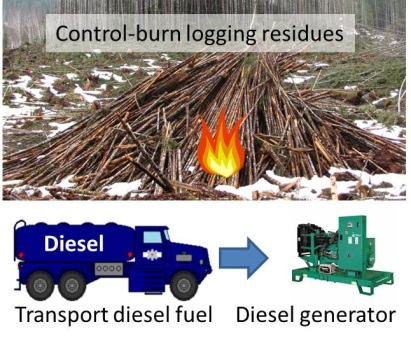 Control-burn logging residues
Diesel
Transport diesel fuel
Diesel generator